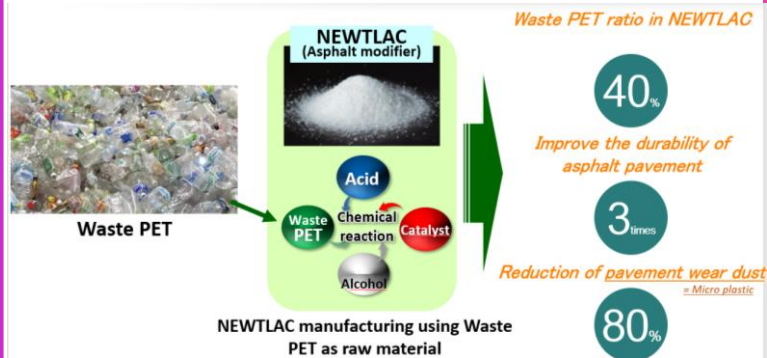 Waste PET ratio in NEWTLAC
NEWTLAC
(Asphalt modifier)
40%
Improve the durability of
asphalt pavement
Waste PET
Acid
Waste
PET
Chemical
reaction
Catalyst
Alcohol
3 times
Reduction of pavement wear dust
= Micro plastic
80%
NEWTLAC manufacturing using Waste
PET as raw material